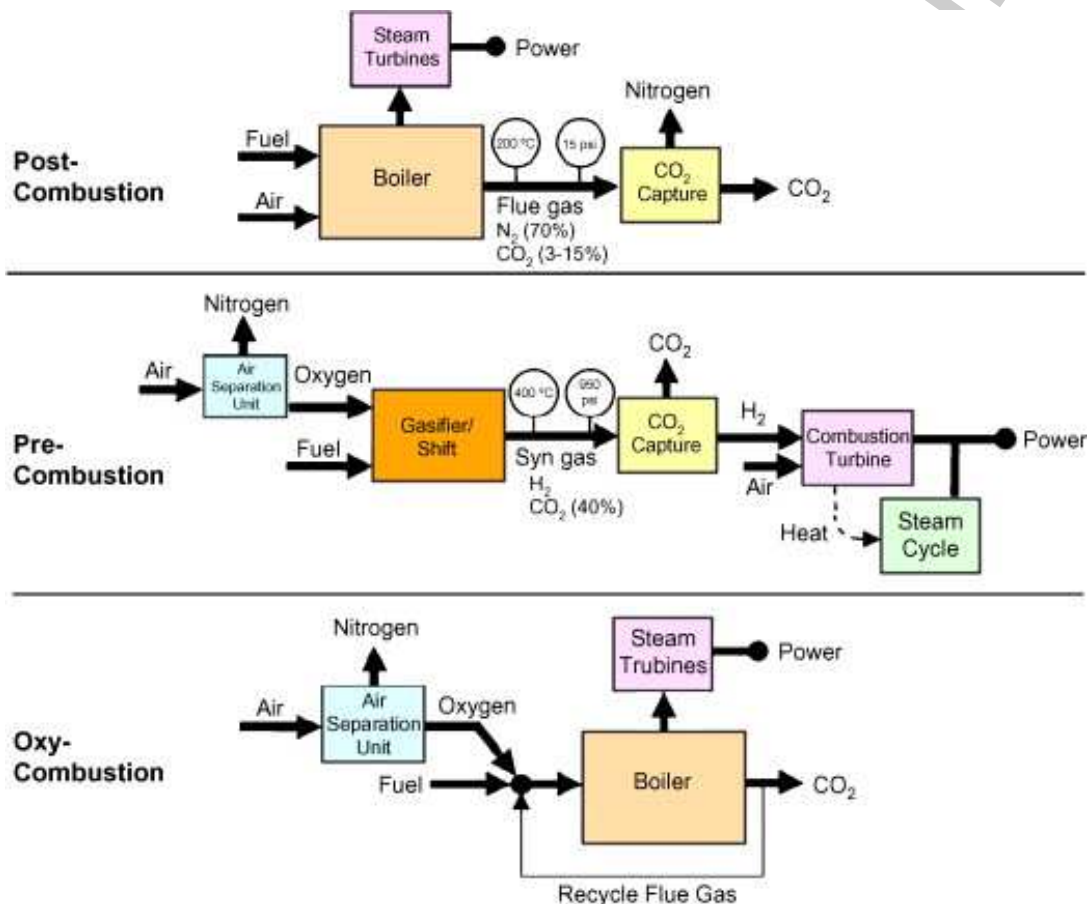 Steam
Turbines
Power
Nitrogen
Post-
Combustion
Fuel
Air
Boiler
200 °C
15 psi
Flue gas
N2 (70%)
CO2 (3-15%)
CO2
Capture
CO2
Nitrogen
Air
Air
Separation
Unit
Oxygen
Pre-
Combustion
Fuel
Gasifier/
Shift
400 °C
950
psi
Syn gas
H2
CO2 (40%)
CO2
CO2
Capture
H2
Air
Combustion
Turbine
Power
Heat
Steam
Cycle
Nitrogen
Oxy-
Combustion
Air
Air
Separation
Unit
Oxygen
Fuel
Steam
Trubines
Power
Boiler
CO2
Recycle Flue Gas